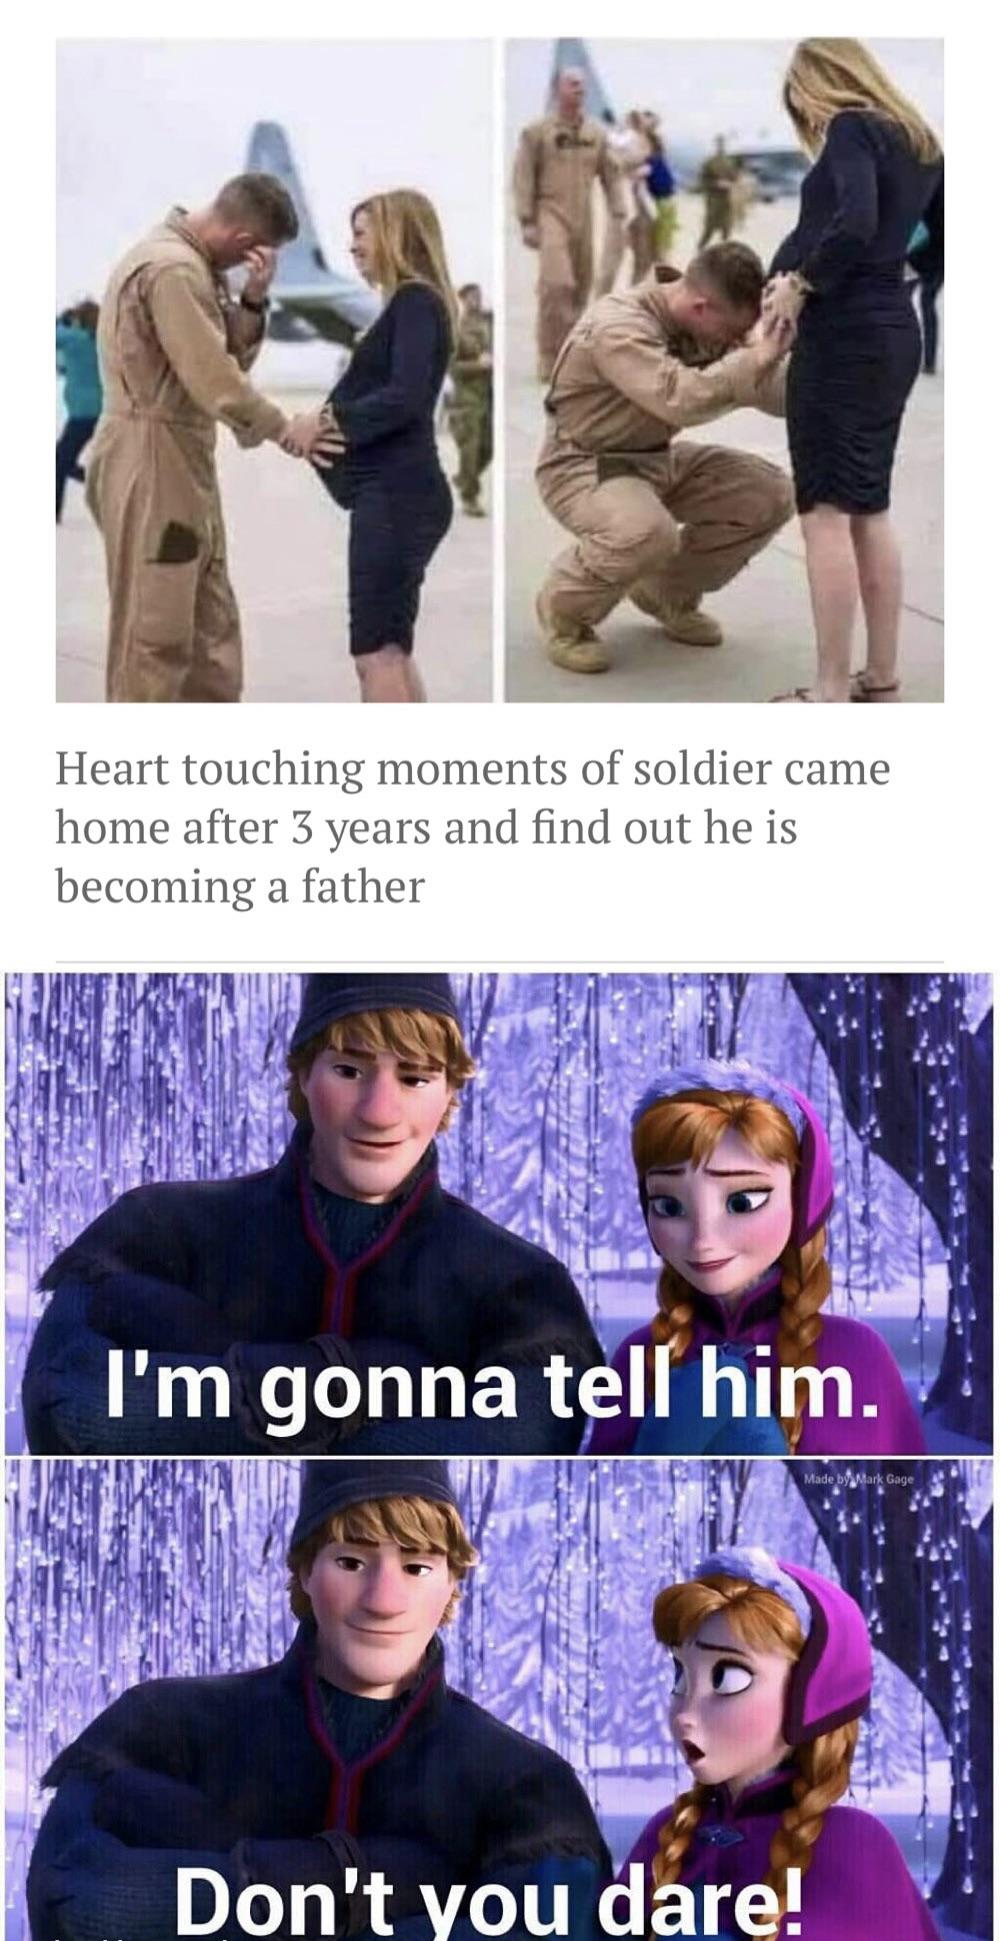 Heart touching moments of soldier came
home after 3 years and find out he is
becoming a father
I'm gonna tell him.
Made by Mark Gage
Don't you dare!